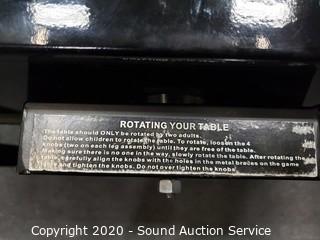 ROTATING YOUR TABLE
The table should ONLY be rotated by two adults.
Do not allow children to rotate the table. To rotate, loosen the 4
knobs (two on each leg assembly) until they are free of the table.
Making sure there is no one in the way, slowly rotate the table. After rotating the
table, carefully align the knobs with the holes in the metal braces on the game
and tighten the knobs. Do not over tighten the knobs.
Copyright 2020 - Sound Auction Service